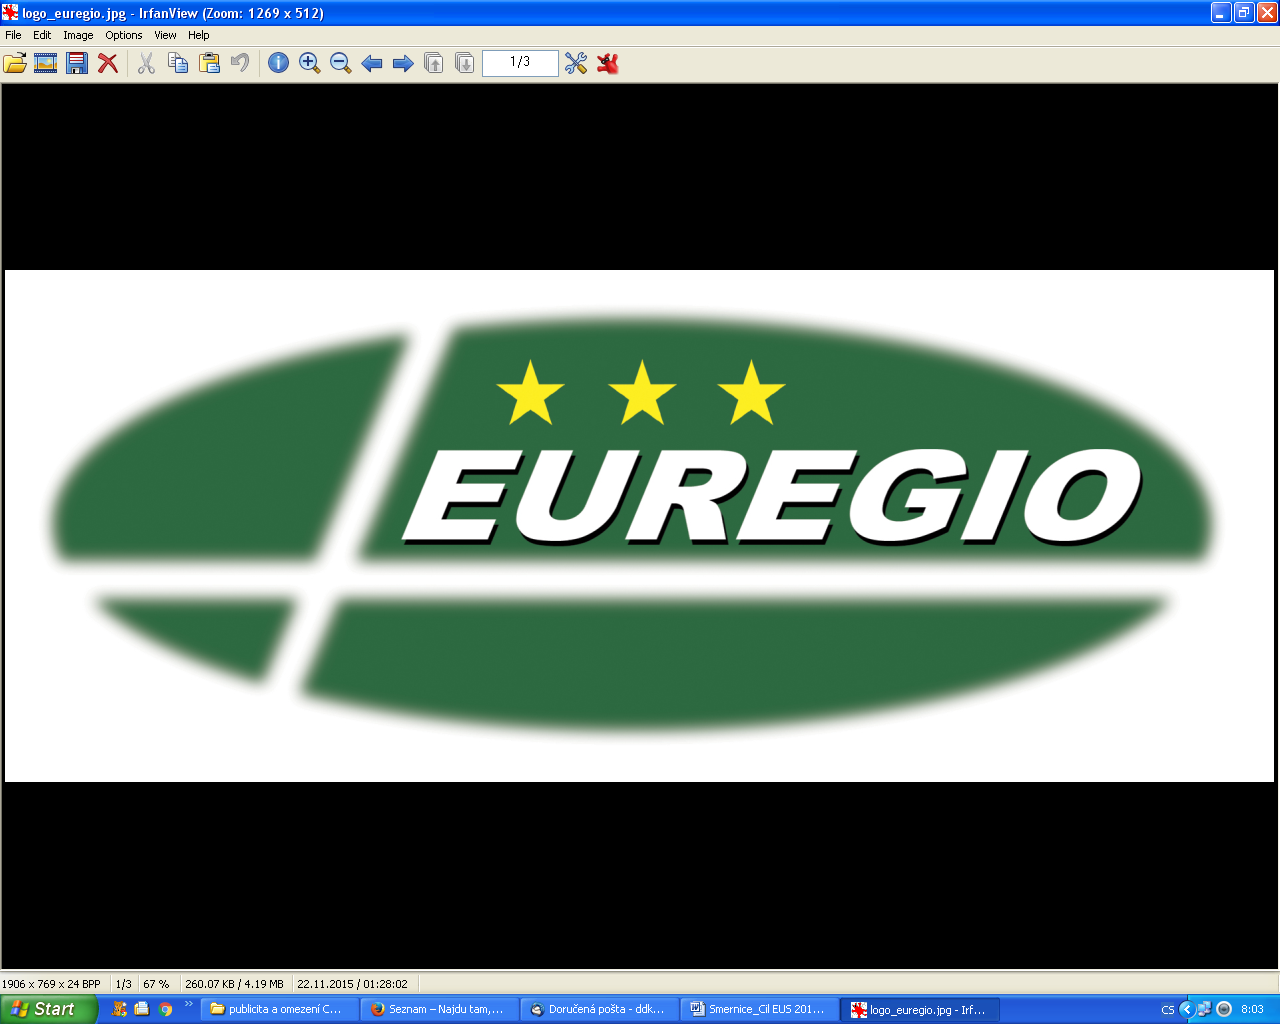 logo_euregio.jpg - IrfanView (Zoom: 1269 x 512)
File Edit Image Options View Help
1/3
EUREGIO
1906 x 769 x 24 BPP 1/3 67 % 260.07 KB / 4.19 MB 22.11.2015 / 01:28:02
Start » publicita a omezení C... Seznam – Najdu tam,... Doručená pošta - ddk... Smernice_Cil EUS 201... logo_euregio.jpg - Irf... CS 8:03